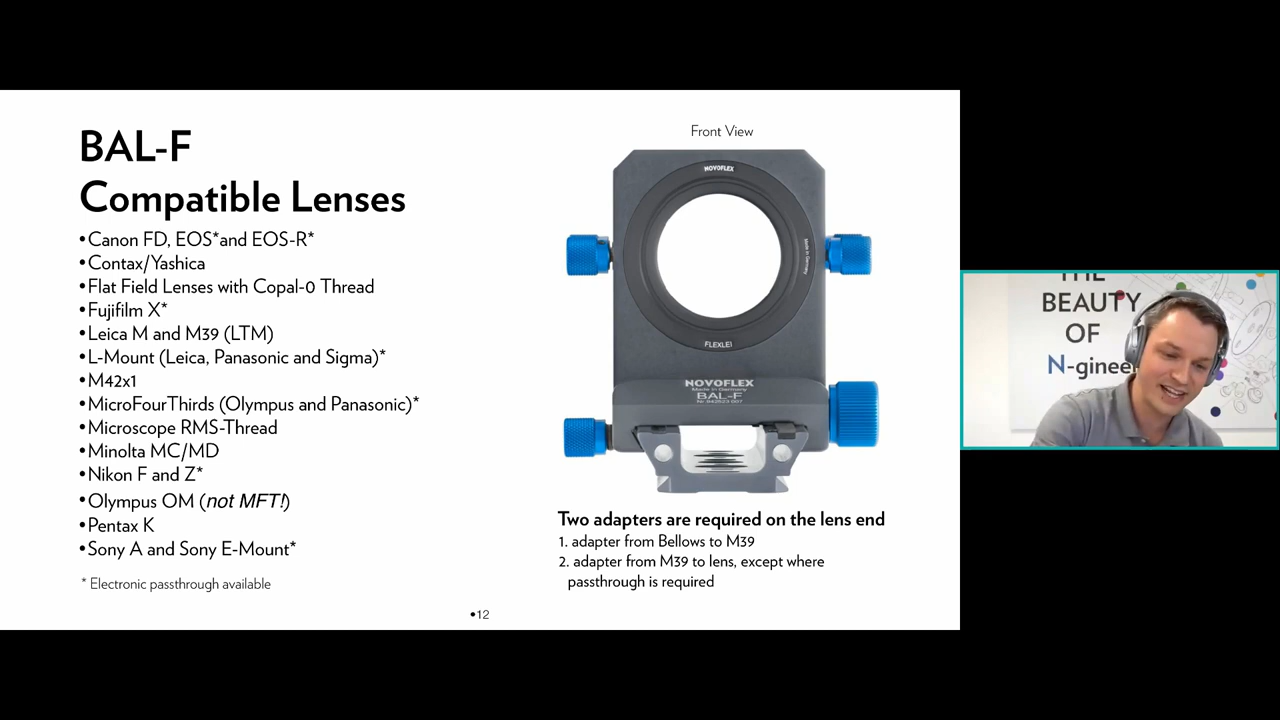 BAL-F
Compatible Lenses
•Canon FD, EOS*and EOS-R*
•Contax/Yashica
•Flat Field Lenses with Copal-0 Thread
•Fujifilm X*
•Leica M and M39 (LTM)
•L-Mount (Leica, Panasonic and Sigma)*
•M42x1
•MicroFourThirds (Olympus and Panasonic)*
•Microscope RMS-Thread
•Minolta MC/MD
•Nikon F and Z*
•Olympus OM (not MFT!)
•Pentax K
•Sony A and Sony E-Mount*
* Electronic passthrough available
•12
Front View
NOVOFLEX
Made in Germany
FLEXLEI
NOVOFLEX
Made in Germany
BAL-F
Two adapters are required on the lens end
1. adapter from Bellows to M39
2. adapter from M39 to lens, except where
passthrough is required
THE
BEAUTY
OF
N-ginee